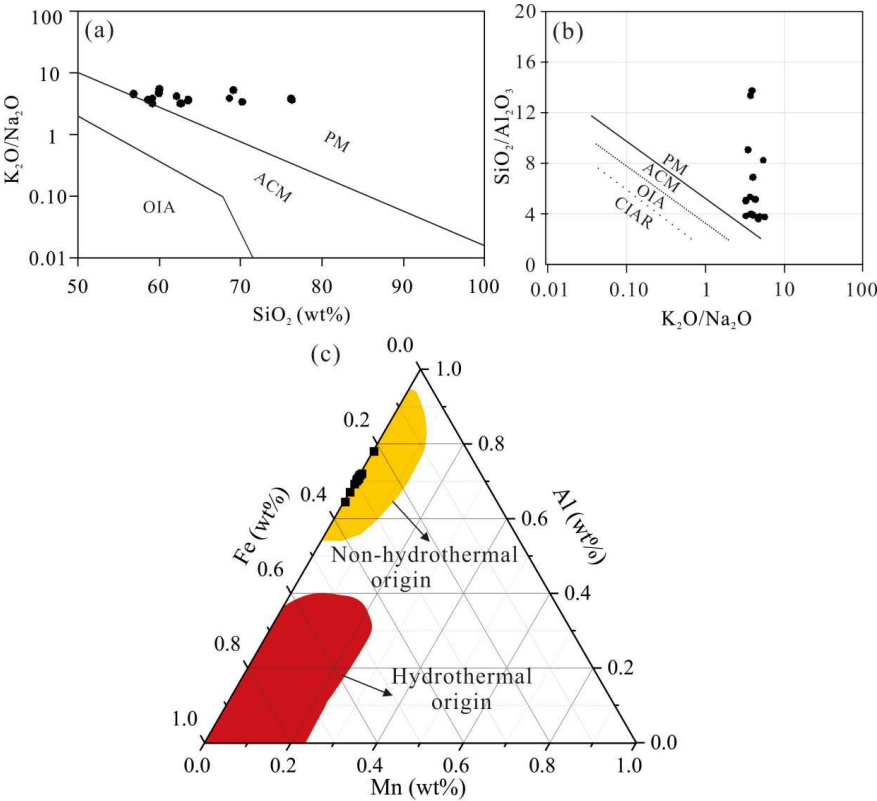 (a)
100
10
1
0.10
0.01
K₂O/Na₂O
PM
ACM
OIA
50
60
70
80
90
100
SiO₂ (wt%)
(b)
20
16
12
8
4
0
SiO₂/Al₂O₃
PM
ACM
OIA
CIAR
0.01
0.10
1
10
100
K₂O/Na₂O
(c)
0.0
0.2
0.4
0.6
0.8
1.0
Fe (wt%)
1.0
0.8
0.6
0.4
0.2
0.0
Al (wt%)
Non-hydrothermal
origin
Hydrothermal
origin
0.0
0.2
0.4
0.6
0.8
1.0
Mn (wt%)